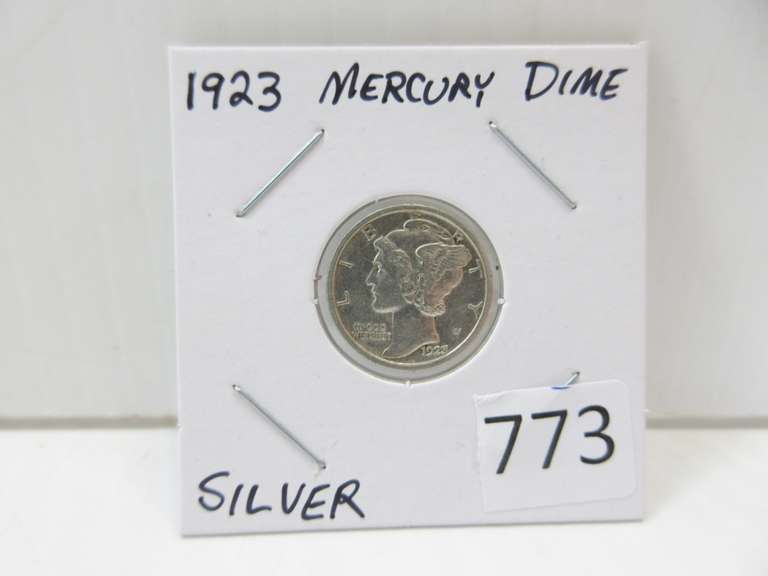 1923 MERCURY DIME
LIBERTY
IN GOD
WE TRUST
1923
773
SILVER